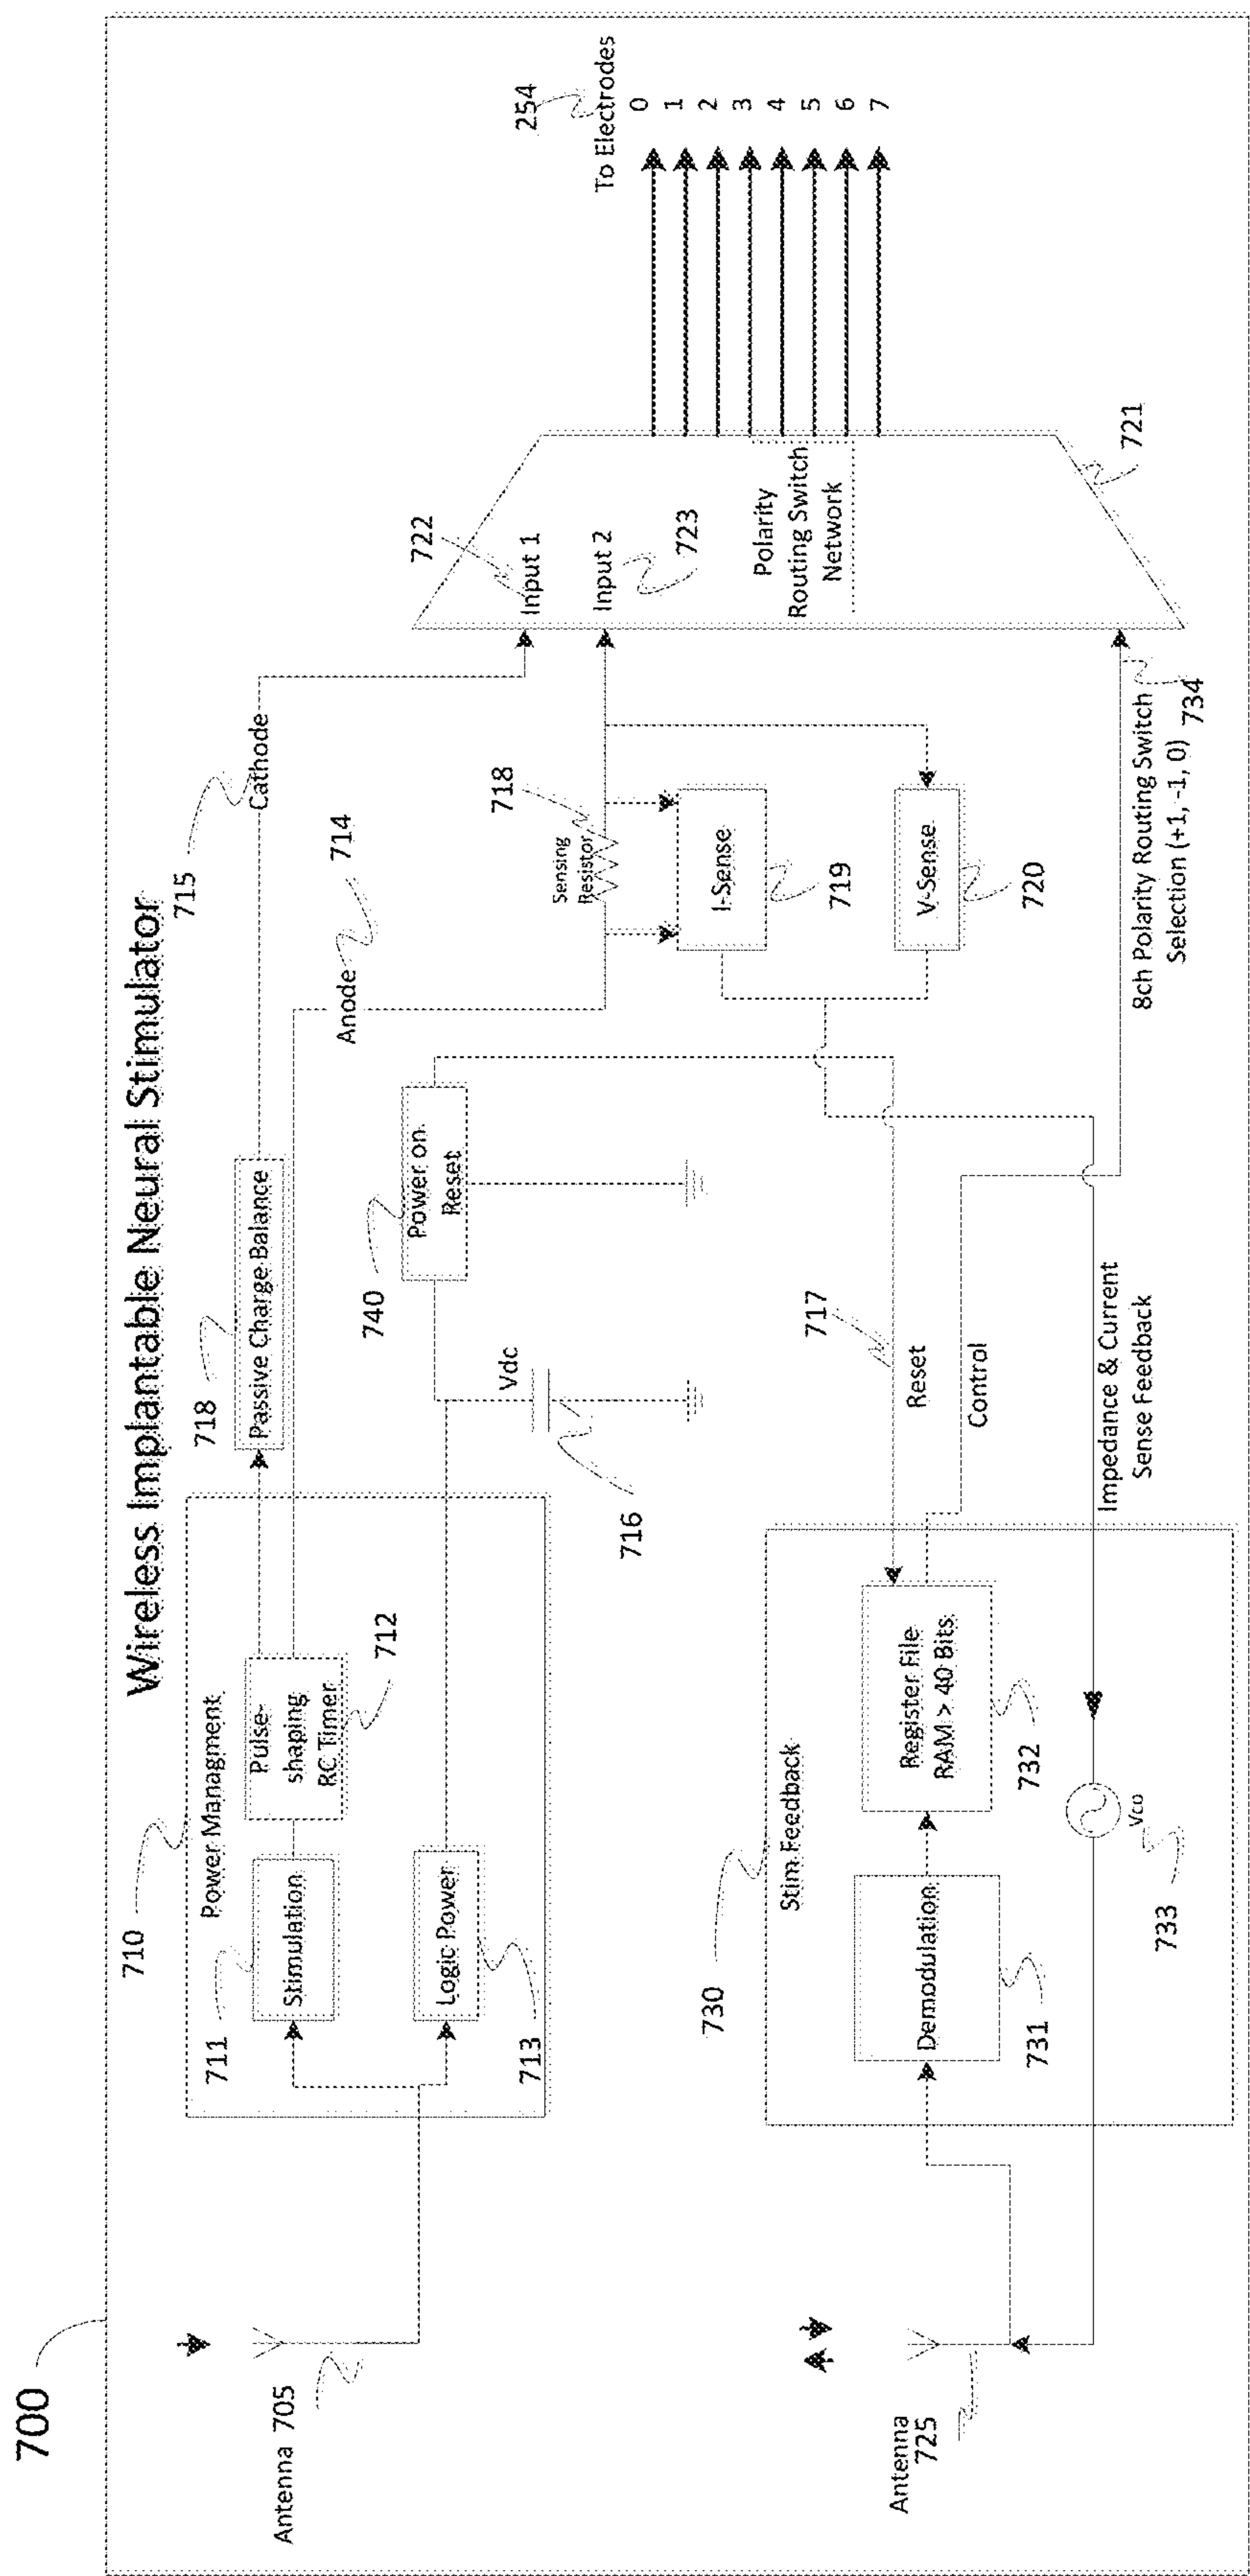 700
Wireless Implantable Neural Stimulator
710
Power Managment
711
Stimulation
Pulse-
shaping
RC Timer
712
Logic Power
713
Antenna 705
718
Passive Charge Balance
715
Cathode
Anode
714
740
Power on
Reset
Vdc
716
Sensing
Resistor
718
I-Sense
719
V-Sense
720
722
Input 1
Input 2
723
Polarity
Routing Switch
Network
721
254
To Electrodes
0
1
2
3
4
5
6
7
717
Reset
Control
8ch Polarity Routing Switch
Selection (+1, -1, 0)
734
Impedance & Current
Sense Feedback
730
Stim Feedback
Demodulation
731
Register File
RAM > 40 Bits
732
Vco
733
Antenna
725